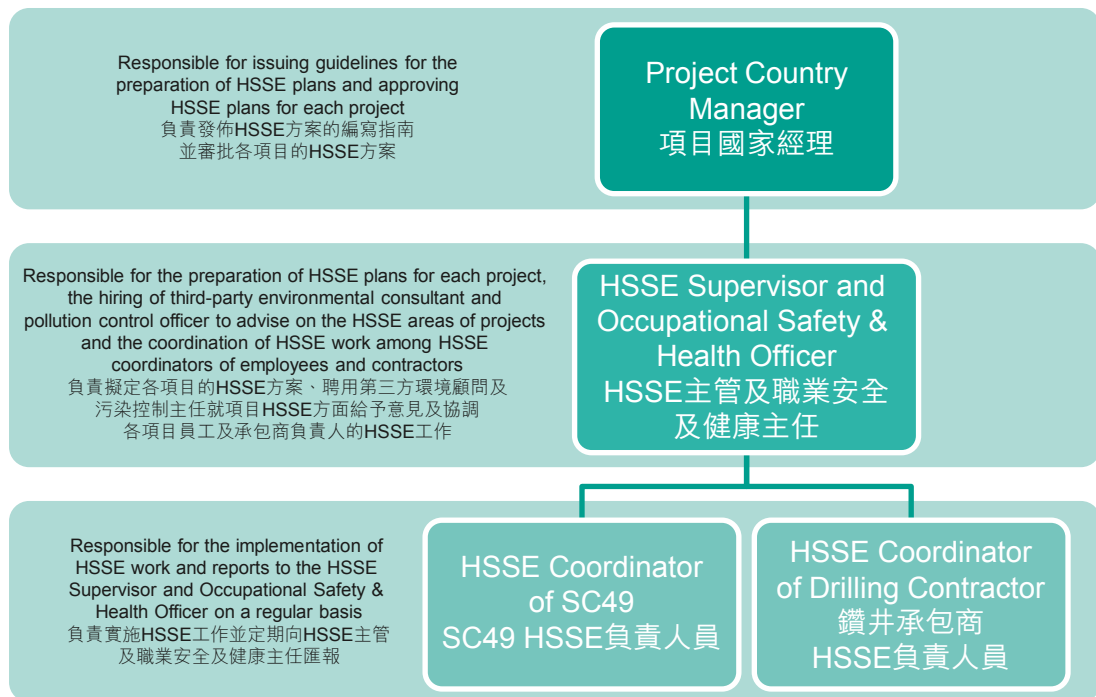 Responsible for issuing guidelines for the
preparation of HSSE plans and approving
HSSE plans for each project
負責發佈HSSE方案的編寫指南
並審批各項目的HSSE方案
Project Country
Manager
項目國家經理
Responsible for the preparation of HSSE plans for each project,
the hiring of third-party environmental consultant and
pollution control officer to advise on the HSSE areas of projects
and the coordination of HSSE work among HSSE
coordinators of employees and contractors
負責擬定各項目的HSSE方案、聘用第三方環境顧問及
污染控制主任就項目HSSE方面給予意見及協調
各項目員工及承包商負責人的HSSE工作
HSSE Supervisor and
Occupational Safety &
Health Officer
HSSE主管及職業安全
及健康主任
Responsible for the implementation of
HSSE work and reports to the HSSE
Supervisor and Occupational Safety &
Health Officer on a regular basis
負責實施HSSE工作並定期向HSSE主管
及職業安全及健康主任匯報
HSSE Coordinator
of SC49
SC49 HSSE負責人員
HSSE Coordinator
of Drilling Contractor
鑽井承包商
HSSE負責人員